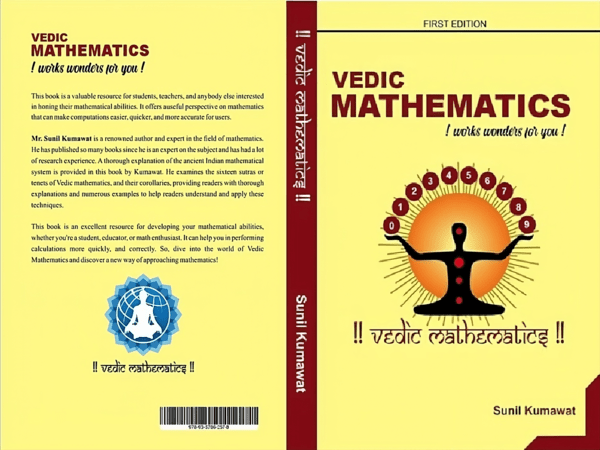 VEDIC
MATHEMATICS
! works wonders for you !
This book is a valuable resource for students, teachers, and anybody else interested
in honing their mathematical abilities. It offers auseful perspective on mathematics
that can make computations easier, quicker, and more accurate for users.
Mr. Sunil Kumawat is a renowned author and expert in the field of mathematics.
He has published so many books since he is an expert on the subject and has had a lot
of research experience. A thorough explanation of the ancient Indian mathematical
system is provided in this book by Kumawat. He examines the sixteen sutras or
tenets of Vedic mathematics, and their corollaries, providing readers with thorough
explanations and numerous examples to help readers understand and apply these
techniques.
This book is an excellent resource for developing your mathematical abilities,
whether you're a student, educator, or math enthusiast. It can help you in performing
calculations more quickly, and correctly. So, dive into the world of Vedic
Mathematics and discover a new way of approaching mathematics!
!! vedic mathematics !!
!! vedic mathematics !!
Sunil Kumawat
FIRST EDITION
VEDIC
MATHEMATICS
! works wonders for you !
0 1 2 3 4 5 6 7 8 9
!! vedic mathematics !!
Sunil Kumawat